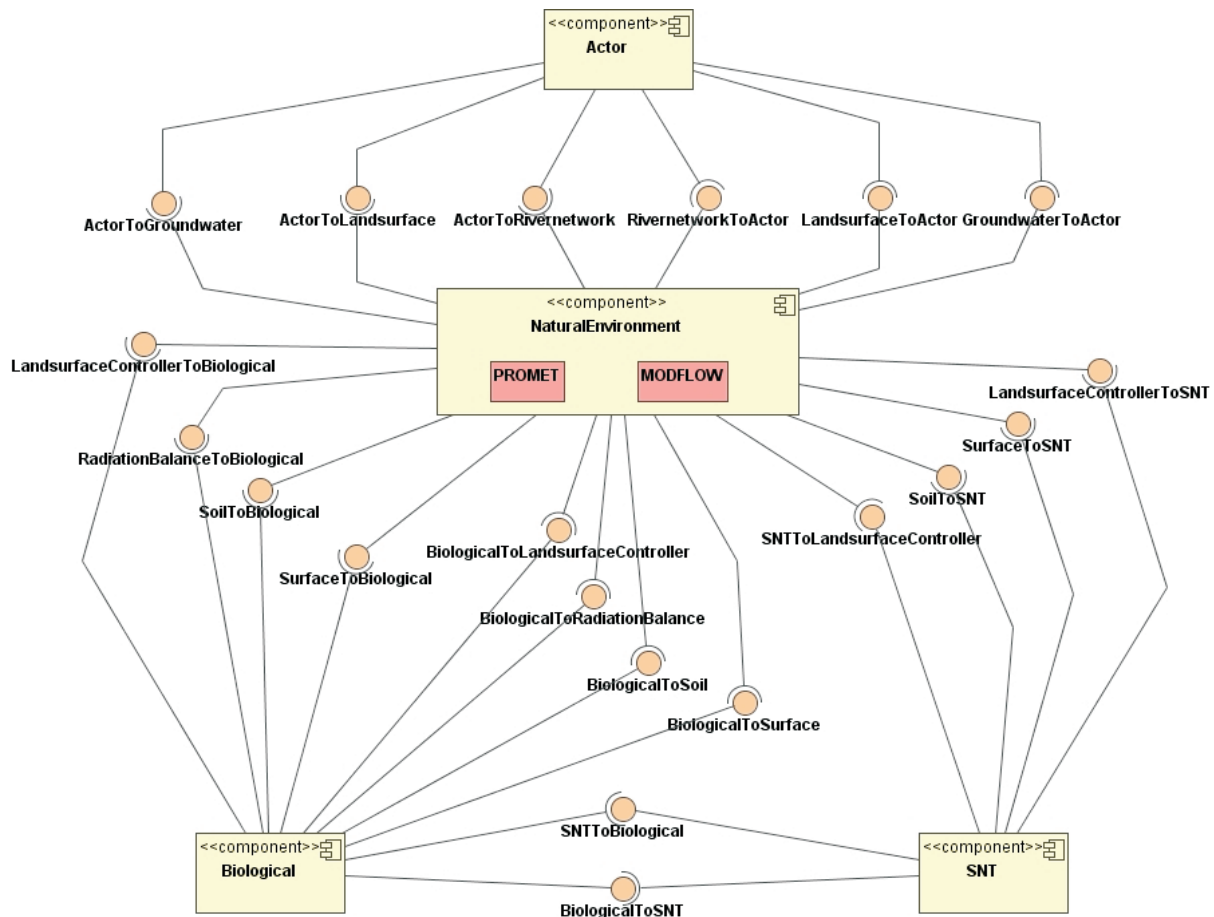 <<component>>
Actor
ActorToGroundwater
ActorToLandsurface
ActorToRivernetwork
RivernetworkToActor
LandsurfaceToActor
GroundwaterToActor
<<component>>
NaturalEnvironment
PROMET
MODFLOW
LandsurfaceControllerToBiological
LandsurfaceControllerToSNT
RadiationBalanceToBiological
SurfaceToSNT
SoilToBiological
SoilToSNT
BiologicalToLandsurfaceController
SNTToLandsurfaceController
SurfaceToBiological
BiologicalToRadiationBalance
BiologicalToSoil
BiologicalToSurface
SNTToBiological
<<component>>
Biological
<<component>>
SNT
BiologicalToSNT